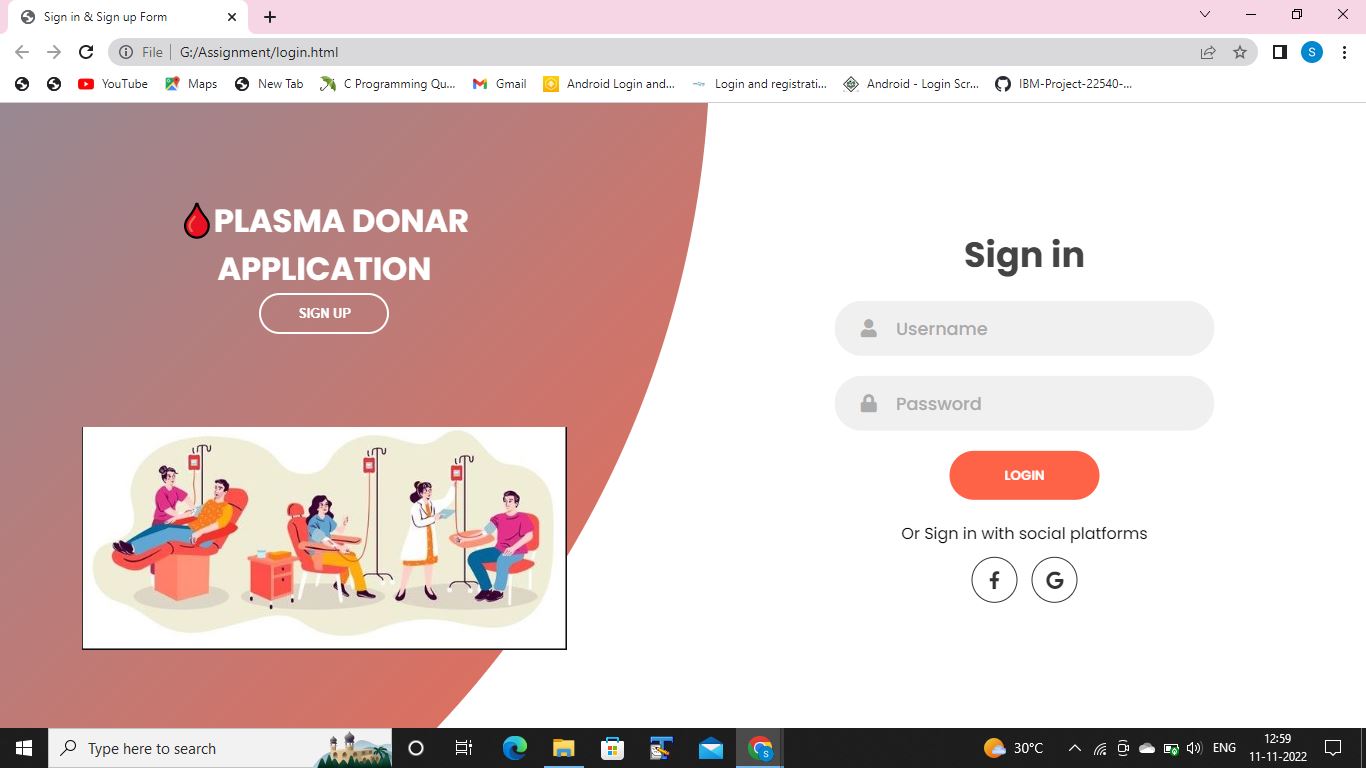 Sign in & Sign up Form
File
G:/Assignment/login.html
S
YouTube
Maps
New Tab
C Programming Qu...
Gmail
Android Login and...
Login and registrati...
Android - Login Scr...
IBM-Project-22540-...
PLASMA DONAR
APPLICATION
SIGN UP
Sign in
Username
Password
LOGIN
Or Sign in with social platforms
f
G
Type here to search
30°C
ENG
12:59
11-11-2022